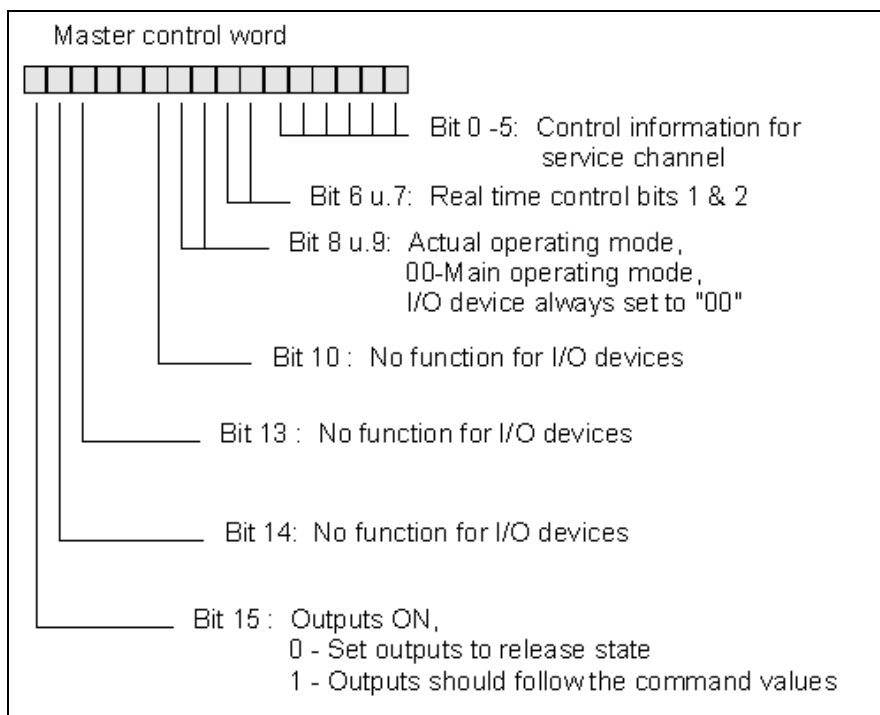 Master control word
Bit 0 -5: Control information for
service channel
Bit 6 u.7: Real time control bits 1 & 2
Bit 8 u.9: Actual operating mode,
00-Main operating mode,
I/O device always set to "00"
Bit 10 : No function for I/O devices
Bit 13 : No function for I/O devices
Bit 14: No function for I/O devices
Bit 15 : Outputs ON,
0 - Set outputs to release state
1 - Outputs should follow the command values